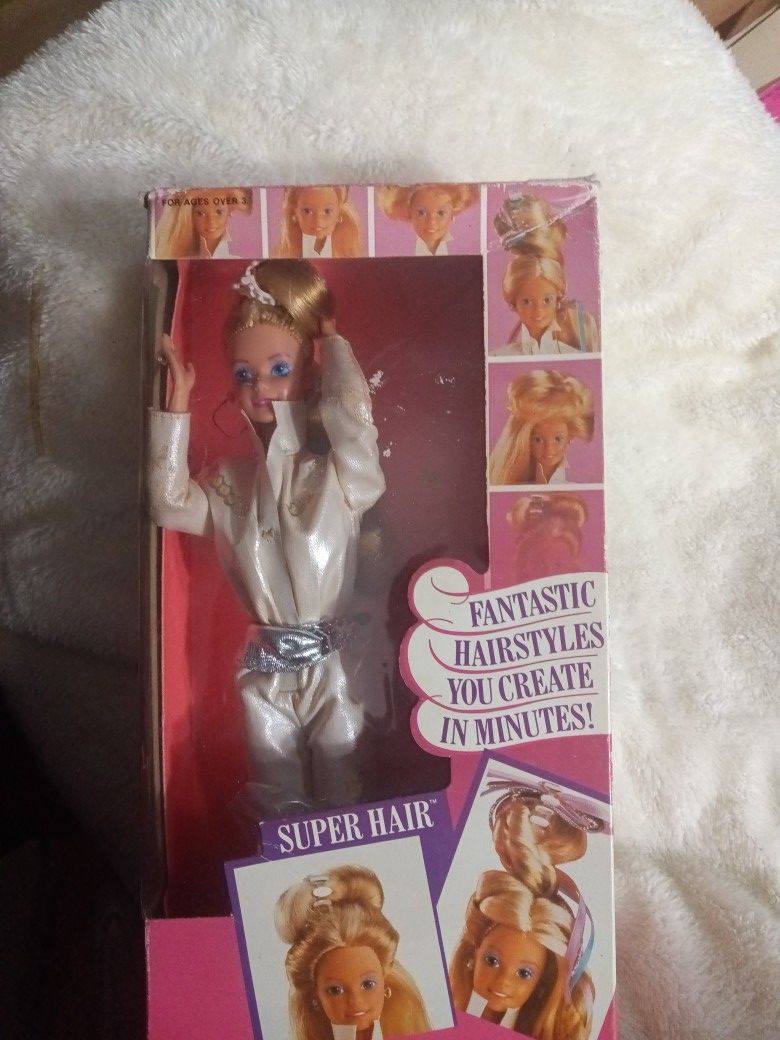 FOR AGES OVER 3
FANTASTIC
HAIRSTYLES
YOU CREATE
IN MINUTES!
SUPER HAIR™